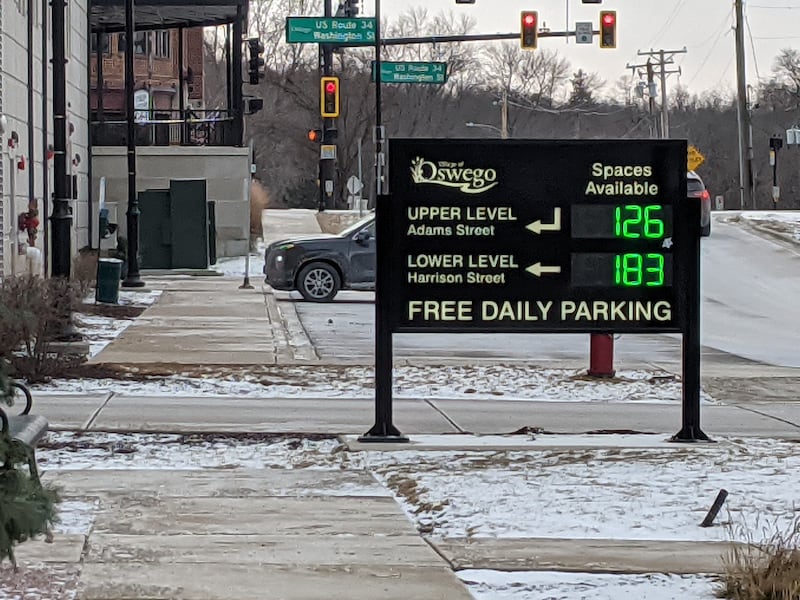 US Route 34
Washington St
US Route 34
Washington St
Village of
Oswego
Spaces
Available
UPPER LEVEL
Adams Street
126
LOWER LEVEL
Harrison Street
183
FREE DAILY PARKING